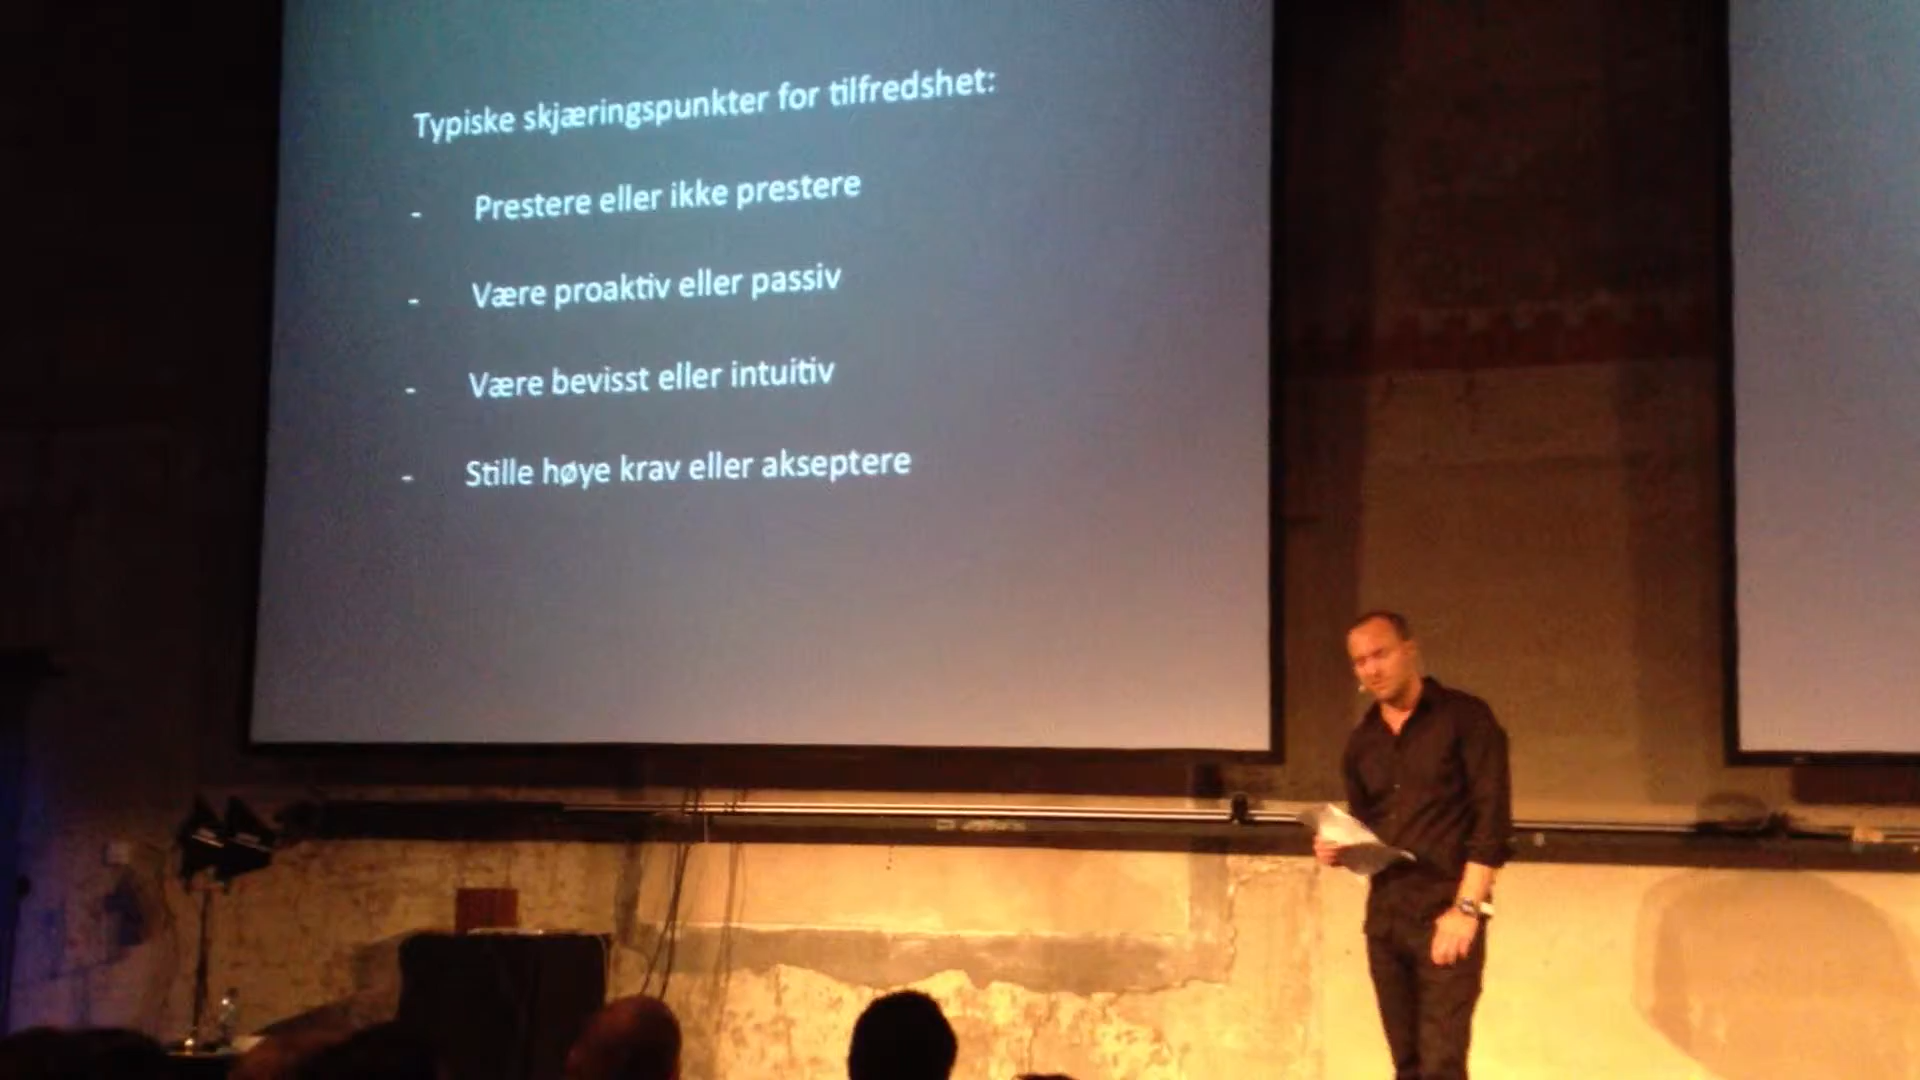 Typiske skjæringspunkter for tilfredshet:
- Prestere eller ikke prestere
- Være proaktiv eller passiv
- Være bevisst eller intuitiv
- Stille høye krav eller akseptere